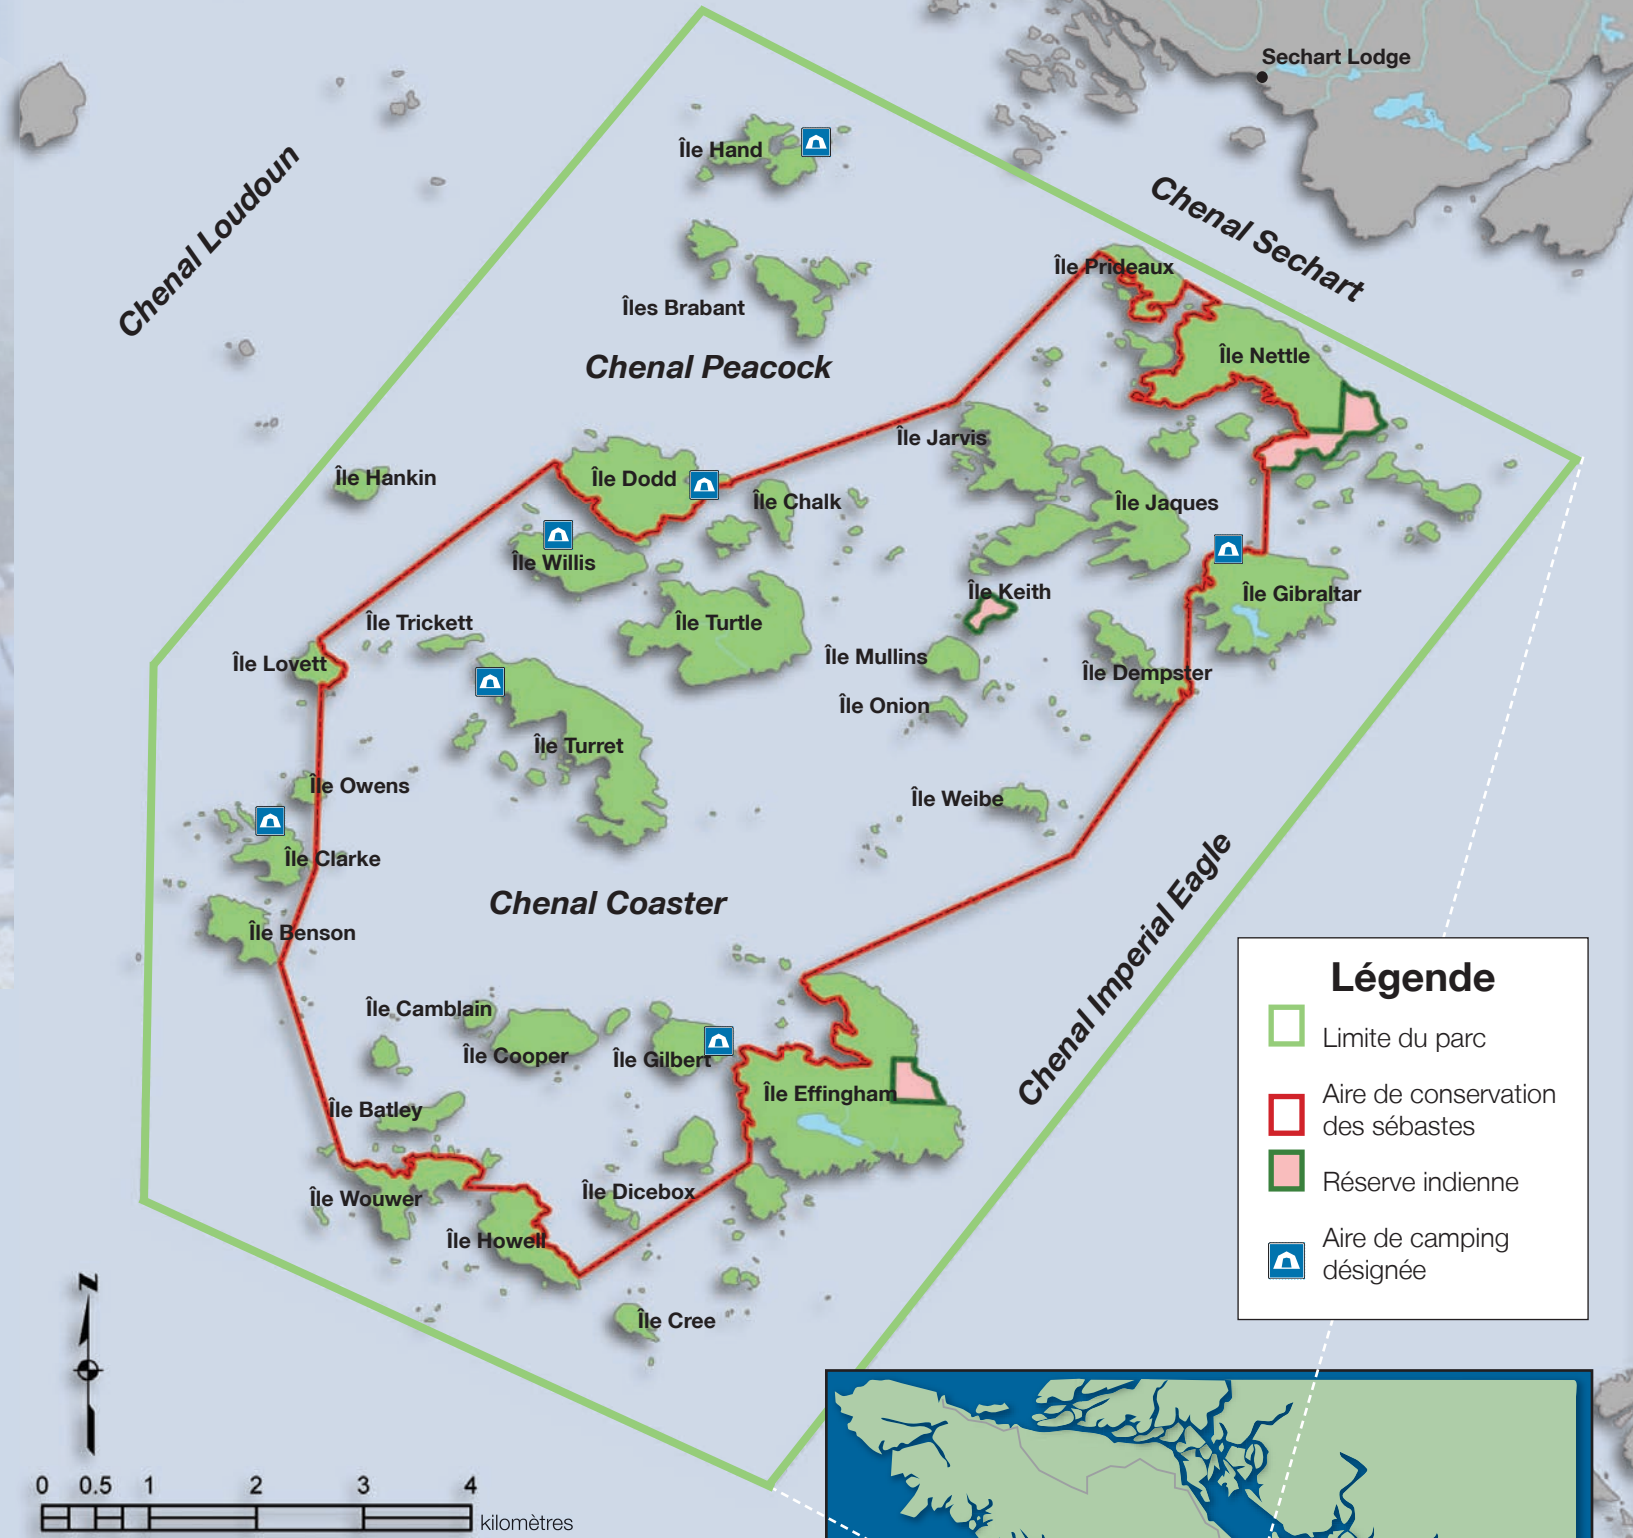 Sechart Lodge
Île Hand
Chenal Loudoun
Chenal Sechart
Île Prideaux
Îles Brabant
Île Nettle
Chenal Peacock
Île Jarvis
Île Hankin
Île Dodd
Île Chalk
Île Jaques
Île Willis
Île Keith
Île Gibraltar
Île Trickett
Île Turtle
Île Lovett
Île Mullins
Île Dempster
Île Onion
Île Turret
Île Owens
Île Weibe
Île Clarke
Chenal Coaster
Île Benson
Chenal Imperial Eagle
Île Camblain
Île Cooper
Île Gilbert
Île Effingham
Île Batley
Île Dicebox
Île Wouwer
Île Howell
Île Cree
Légende
Limite du parc
Aire de conservation
des sébastes
Réserve indienne
Aire de camping
désignée
N
0 0.5 1 2 3 4
kilomètres